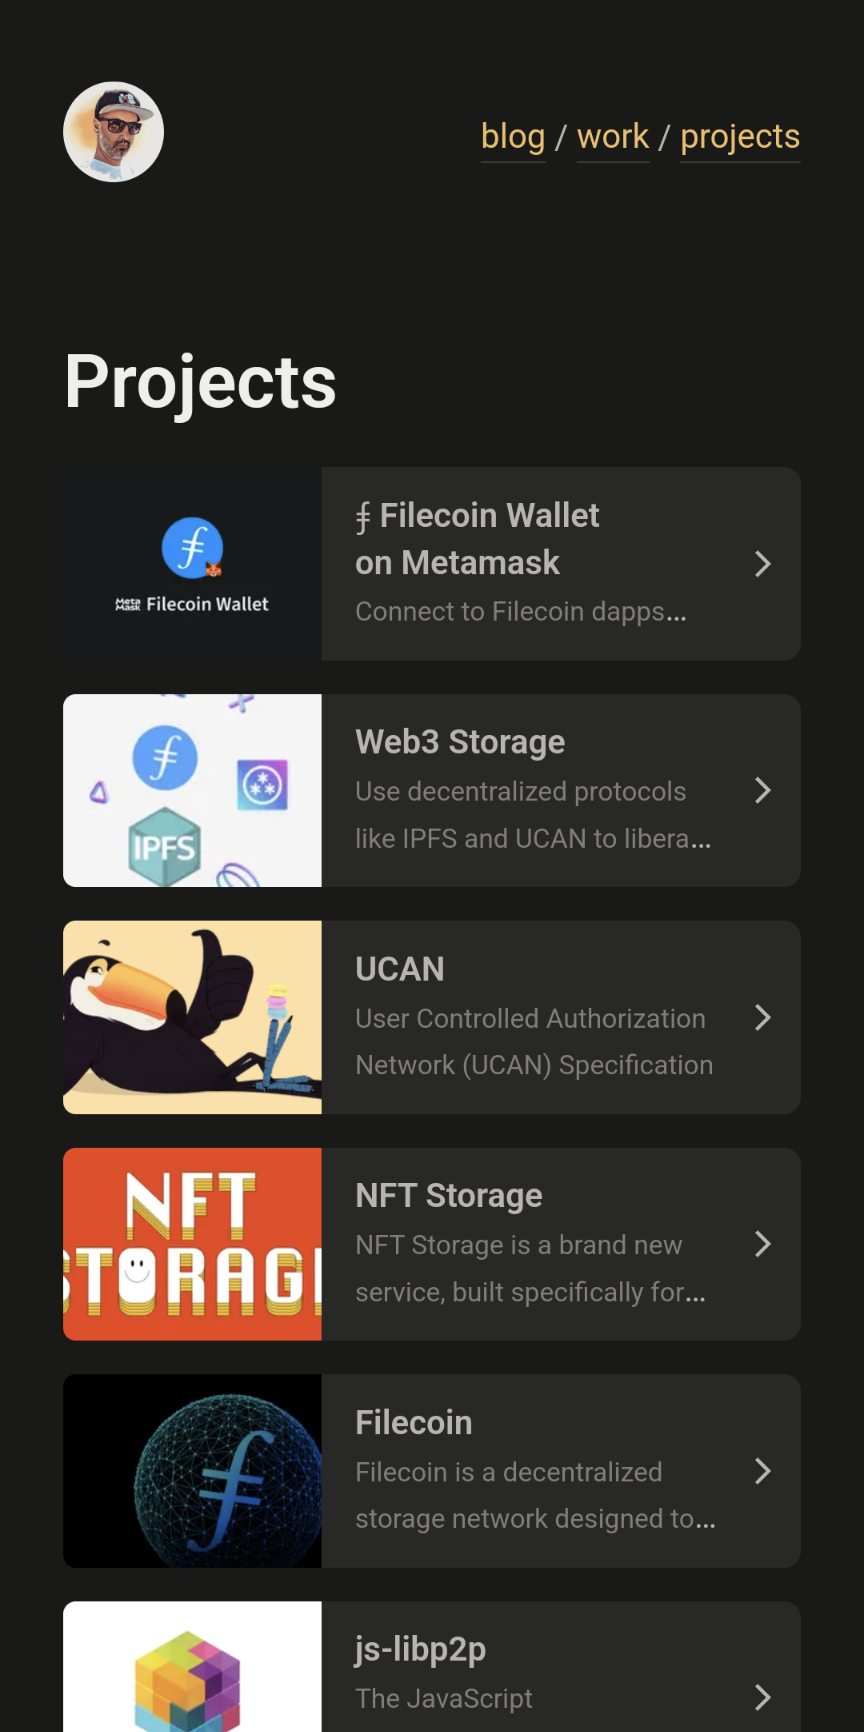 blog / work / projects
Projects
Meta Mask Filecoin Wallet
⨎ Filecoin Wallet
on Metamask
Connect to Filecoin dapps...
IPFS
Web3 Storage
Use decentralized protocols
like IPFS and UCAN to libera...
UCAN
User Controlled Authorization
Network (UCAN) Specification
NFT
STORAGE
NFT Storage
NFT Storage is a brand new
service, built specifically for...
Filecoin
Filecoin is a decentralized
storage network designed to...
js-libp2p
The JavaScript